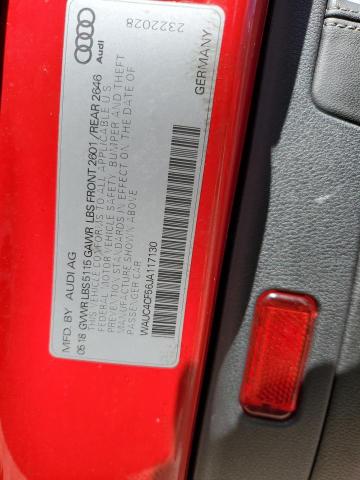 MFD. BY AUDI AG
05 18 GVWR LBS 5115 GAWR LBS FRONT 2601 / REAR 2646
THIS VEHICLE CONFORMS TO ALL APPLICABLE U.S.
FEDERAL MOTOR VEHICLE SAFETY, BUMPER AND THEFT
PREVENTION STANDARDS IN EFFECT ON THE DATE OF
MANUFACTURE SHOWN ABOVE
PASSENGER CAR
WAUC4CF56JA117130
Audi
2322028
GERMANY